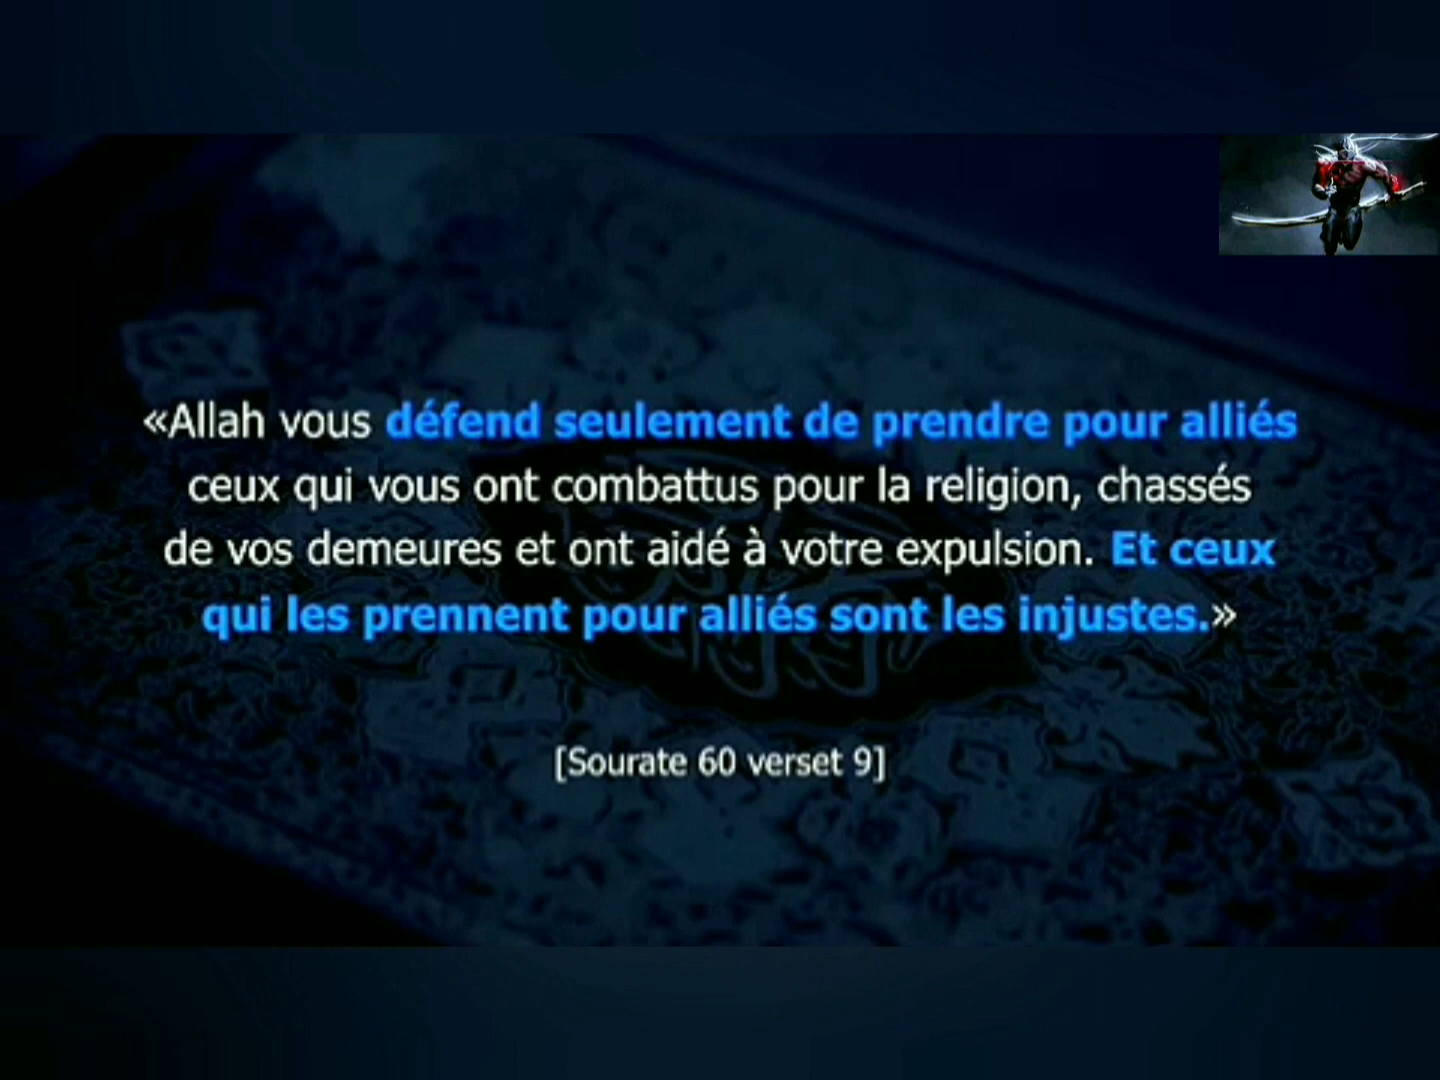 «Allah vous défend seulement de prendre pour alliés
ceux qui vous ont combattus pour la religion, chassés
de vos demeures et ont aidé à votre expulsion. Et ceux
qui les prennent pour alliés sont les injustes.»
[Sourate 60 verset 9]